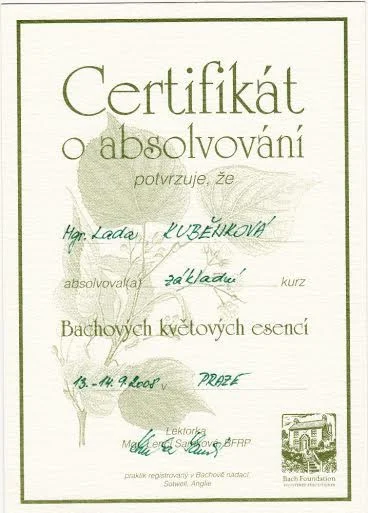 Certifikát
o absolvování
potvrzuje, že
Mgr. Lada KUBĚNKOVÁ
absolvoval(a) základní kurz
Bachových květových esencí
13.-14.9.2008 v PRAZE
Lektorka
BFRP
praktik registrovaný v Bachově nadaci
Sotwell, Anglie
Bach Foundation